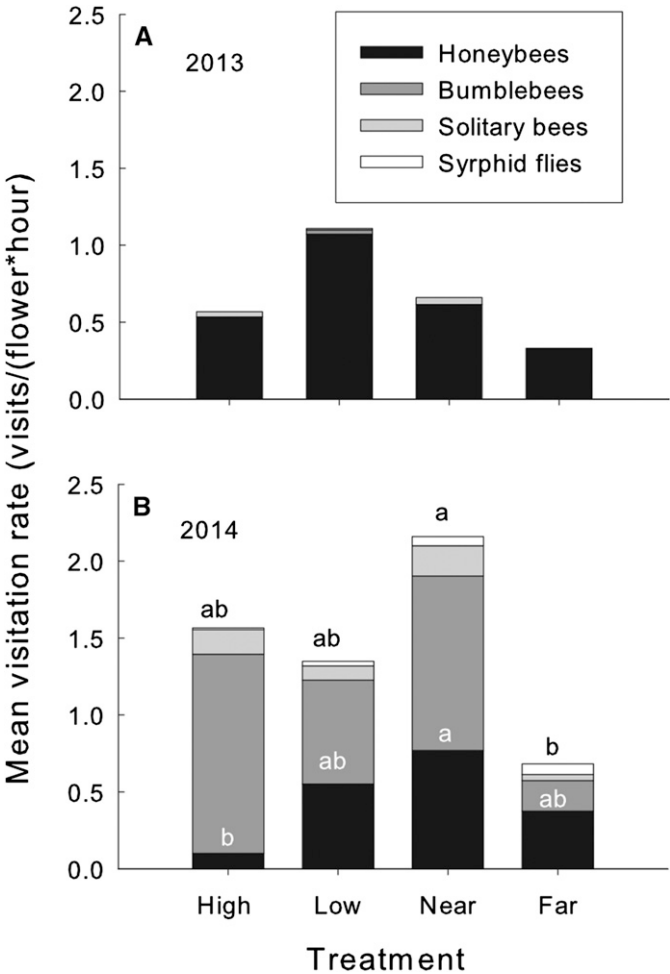 A
2013
Honeybees
Bumblebees
Solitary bees
Syrphid flies
2.5
2.0
1.5
1.0
0.5
0.0
Mean visitation rate (visits/(flower*hour)
B
2014
2.5
2.0
1.5
1.0
0.5
0.0
a
ab
ab
b
a
ab
ab
b
High Low Near Far
Treatment